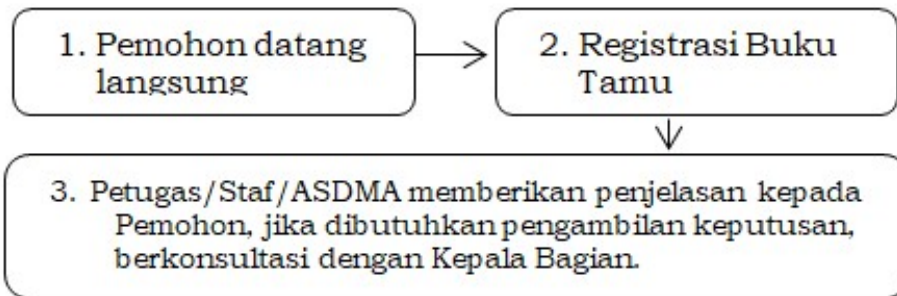 1. Pemohon datang
langsung
2. Registrasi Buku
Tamu
3. Petugas/Staf/ASDMA memberikan penjelasan kepada
Pemohon, jika dibutuhkan pengambilan keputusan,
berkonsultasi dengan Kepala Bagian.